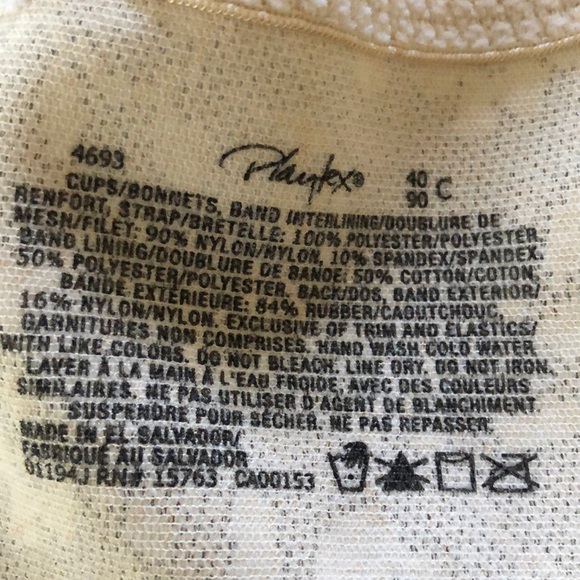 4693 Playtex® 40 90 C
CUPS/BONNETS, BAND INTERLINING/DOUBLURE DE
RENFORT, STRAP/BRETELLE: 100% POLYESTER/POLYESTER,
MESH/FILET: 90% NYLON/NYLON, 10% SPANDEX/SPANDEX.
BAND LINING/DOUBLURE DE BANDE: 50% COTTON/COTON,
50% POLYESTER/POLYESTER, BACK/DOS, BAND EXTERIOR/
BANDE EXTERIEURE: 84% RUBBER/CAOUTCHOUC,
16% NYLON/NYLON. EXCLUSIVE OF TRIM AND ELASTICS/
GARNITURES NON COMPRISES. HAND WASH COLD WATER
WITH LIKE COLORS. DO NOT BLEACH. LINE DRY. DO NOT IRON.
LAVER À LA MAIN À L'EAU FROIDE, AVEC DES COULEURS
SIMILAIRES. NE PAS UTILISER D'AGENT DE BLANCHIMENT.
SUSPENDRE POUR SÉCHER. NE PAS REPASSER.
MADE IN EL SALVADOR/
FABRIQUÉ AU SALVADOR
01194J RN# 15763 CA00153